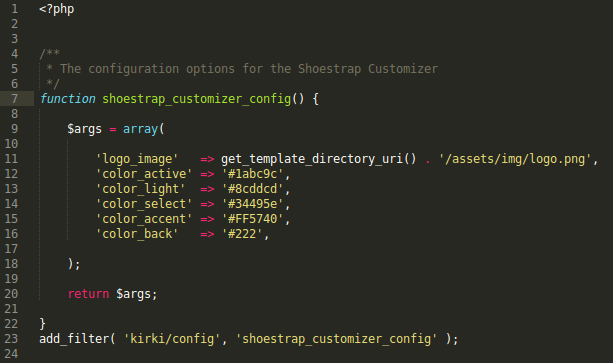 1 <?php
2
3
4 /**
5  * The configuration options for the Shoestrap Customizer
6  */
7 function shoestrap_customizer_config() {
8
9     $args = array(
10
11         'logo_image'   => get_template_directory_uri() . '/assets/img/logo.png',
12         'color_active' => '#1abc9c',
13         'color_light'  => '#8cddcd',
14         'color_select' => '#34495e',
15         'color_accent' => '#FF5740',
16         'color_back'   => '#222',
17
18     );
19
20     return $args;
21
22 }
23 add_filter( 'kirki/config', 'shoestrap_customizer_config' );
24